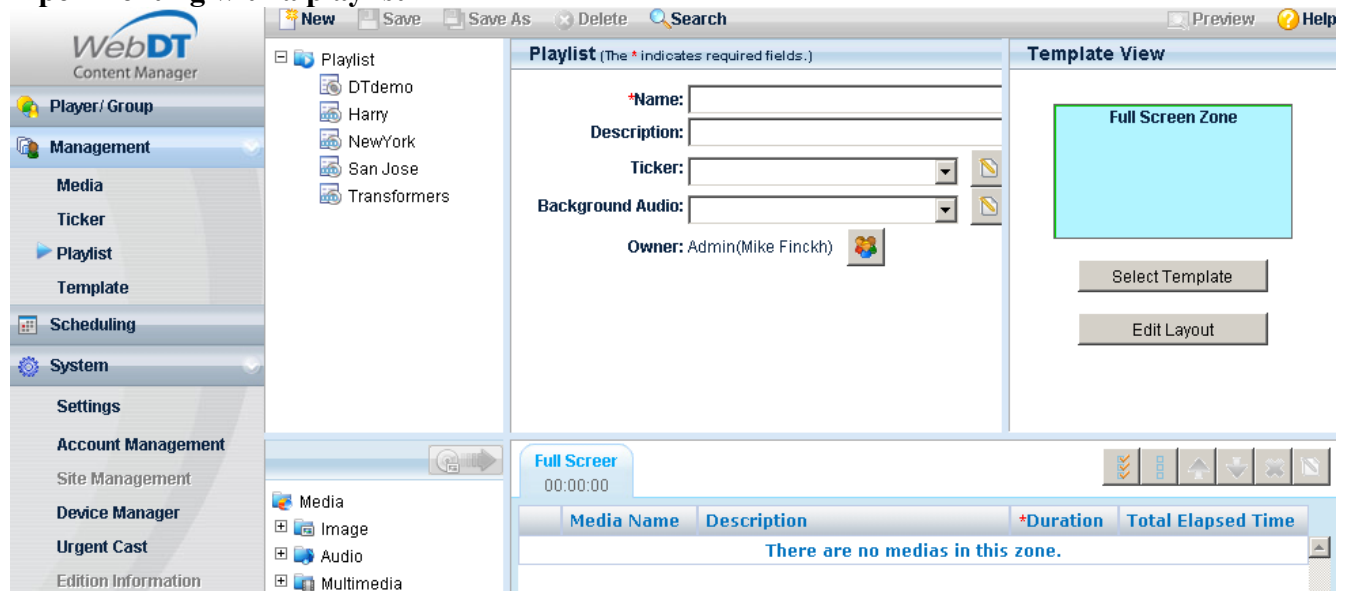 New Save Save As Delete Search Preview Help
WebDT
Content Manager
Player/Group
Management
Media
Ticker
Playlist
Template
Scheduling
System
Settings
Account Management
Site Management
Device Manager
Urgent Cast
Edition Information
Playlist
DTdemo
Harry
NewYork
San Jose
Transformers
Playlist (The * indicates required fields.)
*Name:
Description:
Ticker:
Background Audio:
Owner: Admin(Mike Finckh)
Template View
Full Screen Zone
Select Template
Edit Layout
Media
Image
Audio
Multimedia
Full Screer
00:00:00
Media Name Description *Duration Total Elapsed Time
There are no medias in this zone.